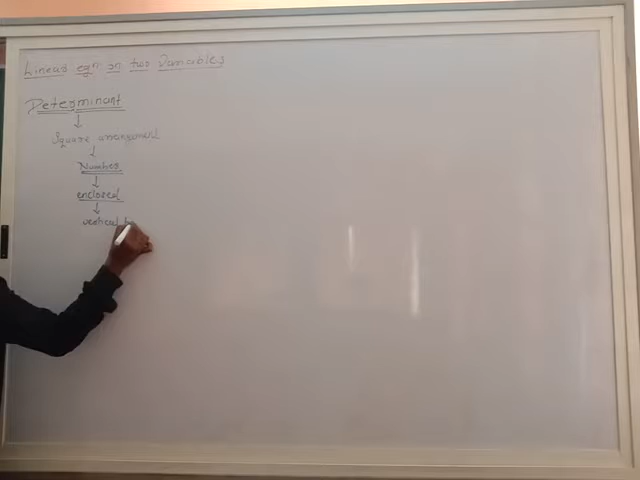 Linear eqn in two Variables
Determinant
↓
Square arrangement
↓
Number
↓
enclosed
↓
vertical